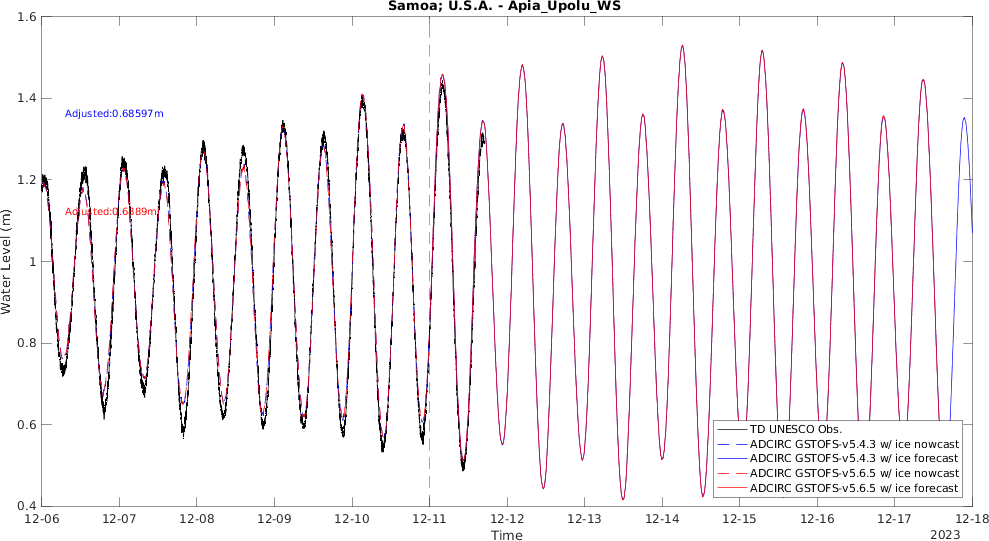 Samoa; U.S.A. - Apia_Upolu_WS
Water Level (m)
1.6
1.4
1.2
1
0.8
0.6
0.4
Adjusted:0.68597m
Adjusted:0.6389m
TD UNESCO Obs.
ADCIRC GSTOFS-v5.4.3 w/ ice nowcast
ADCIRC GSTOFS-v5.4.3 w/ ice forecast
ADCIRC GSTOFS-v5.6.5 w/ ice nowcast
ADCIRC GSTOFS-v5.6.5 w/ ice forecast
12-06 12-07 12-08 12-09 12-10 12-11 12-12 12-13 12-14 12-15 12-16 12-17 12-18
Time
2023